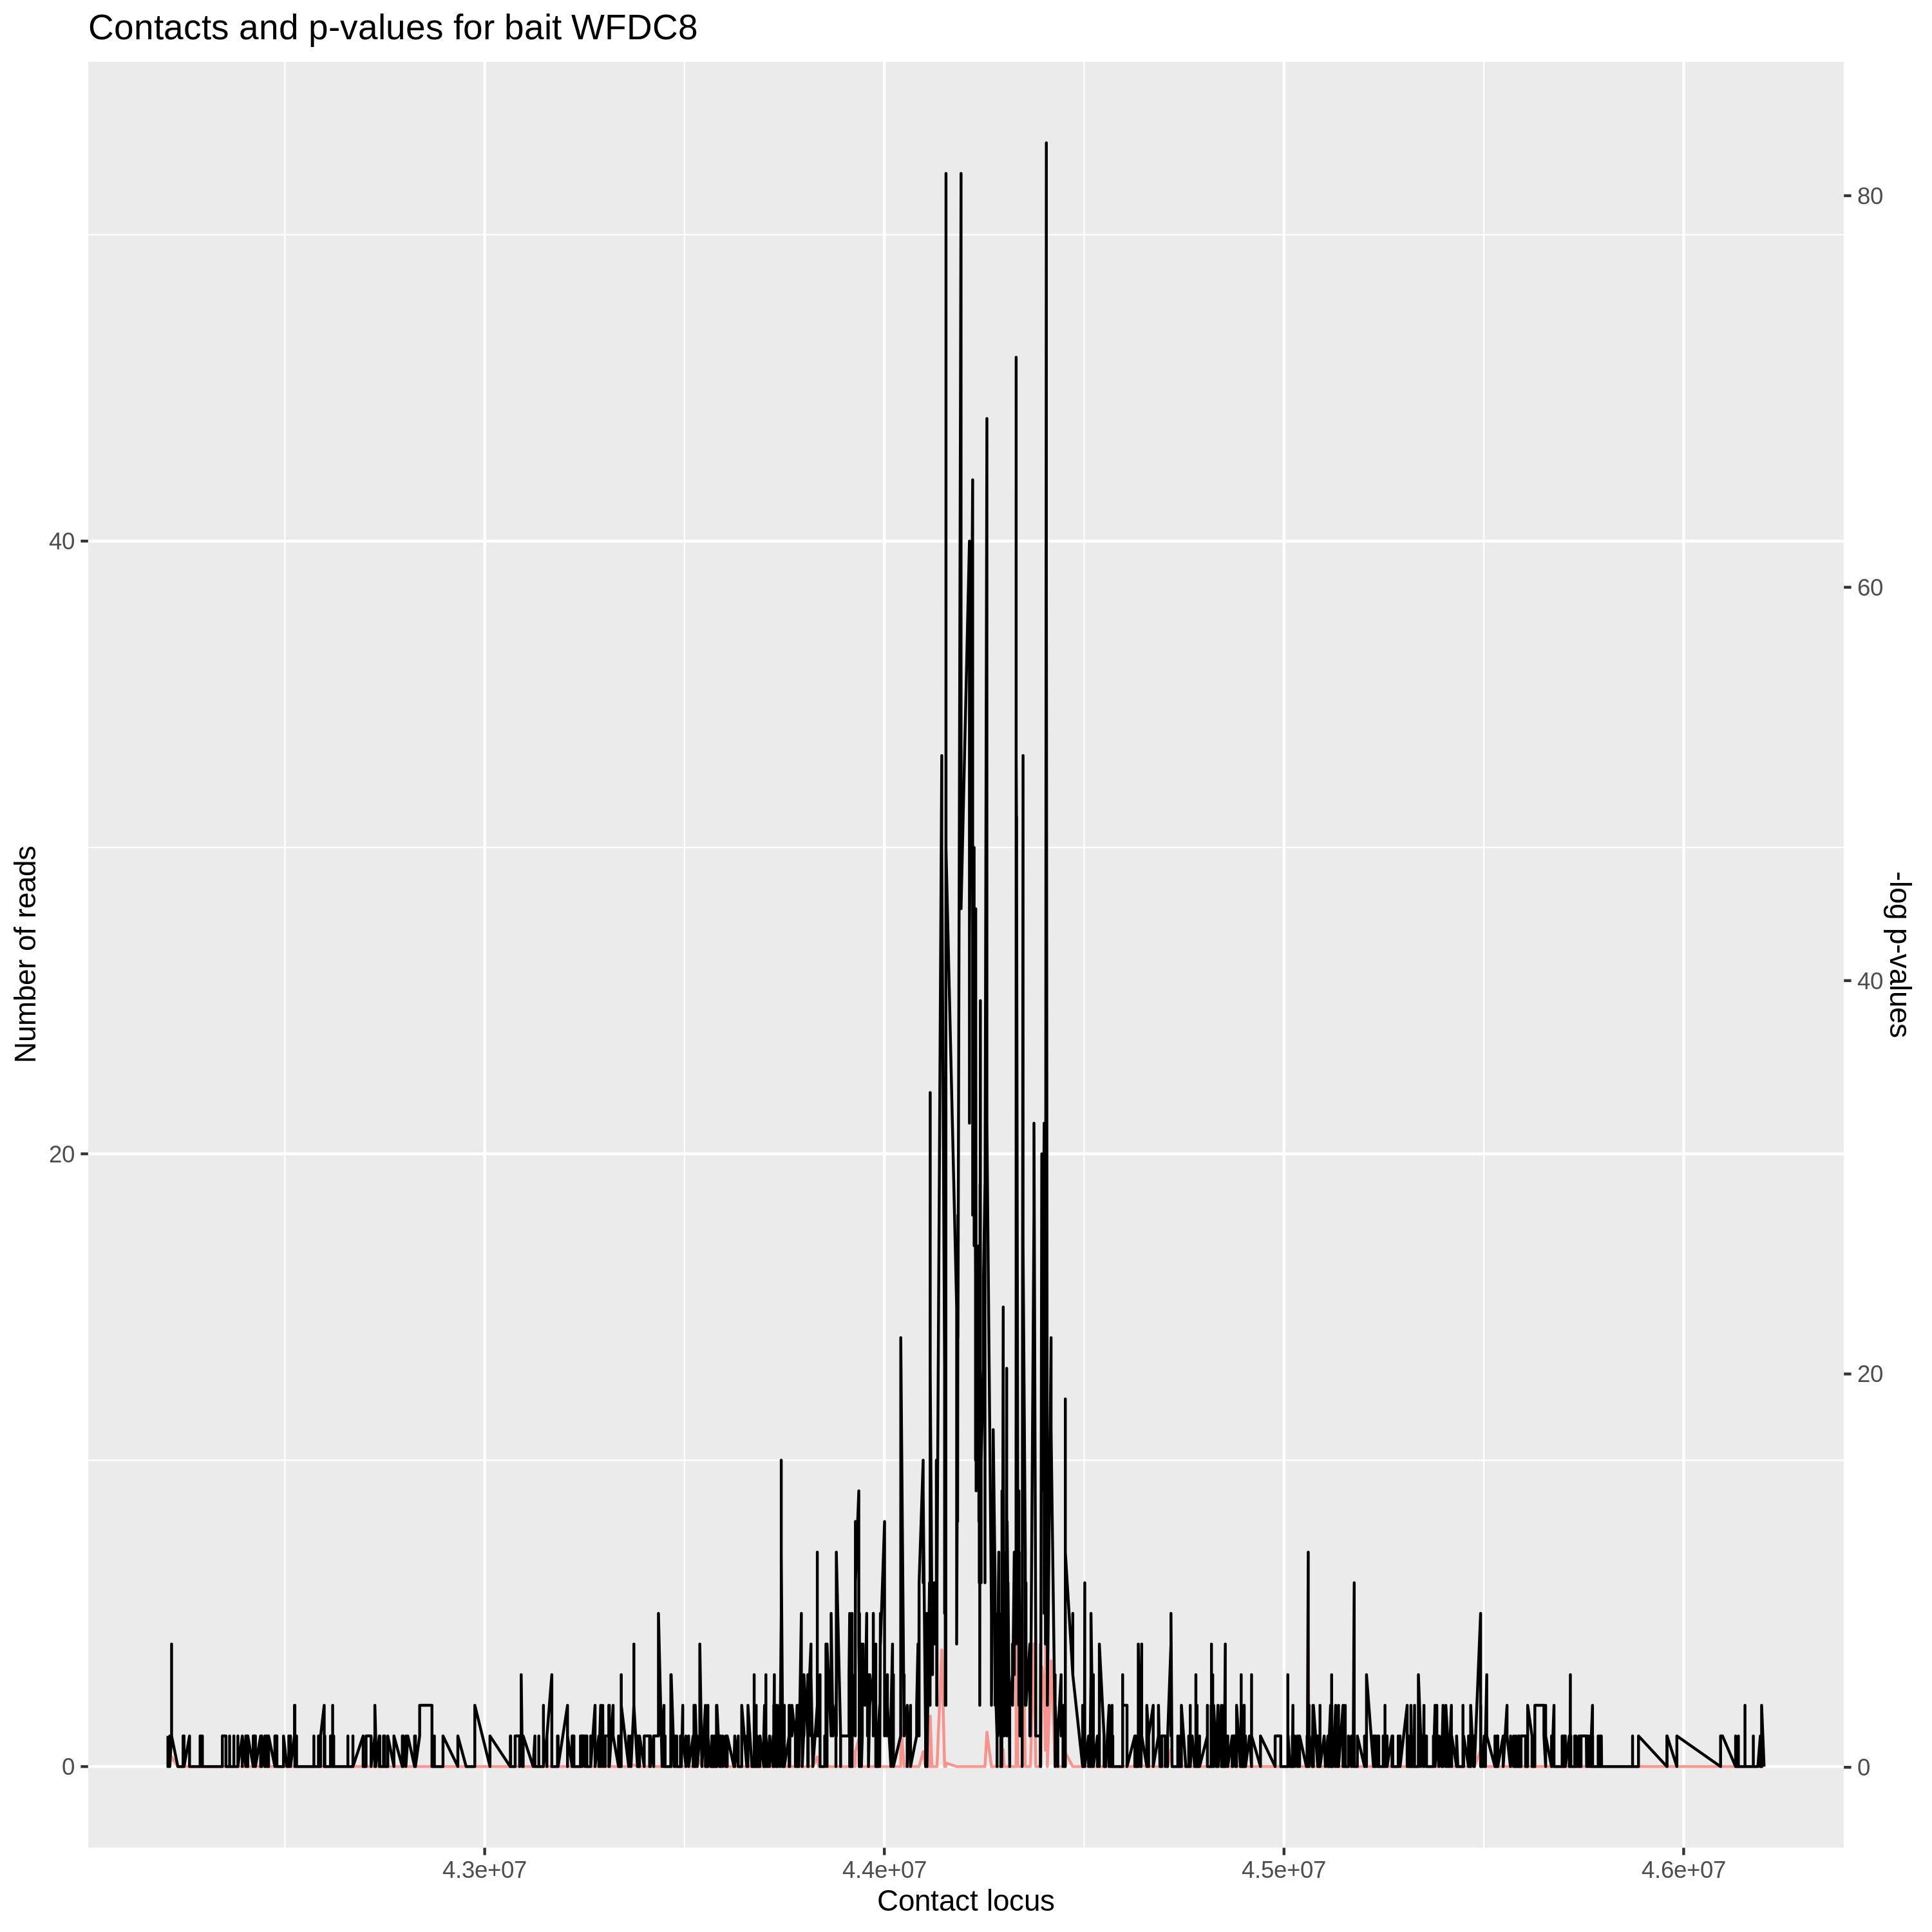 Contacts and p-values for bait WFDC8
Number of reads
40
20
0
80
60
40
20
0
-log p-values
4.3e+07 4.4e+07 4.5e+07 4.6e+07
Contact locus